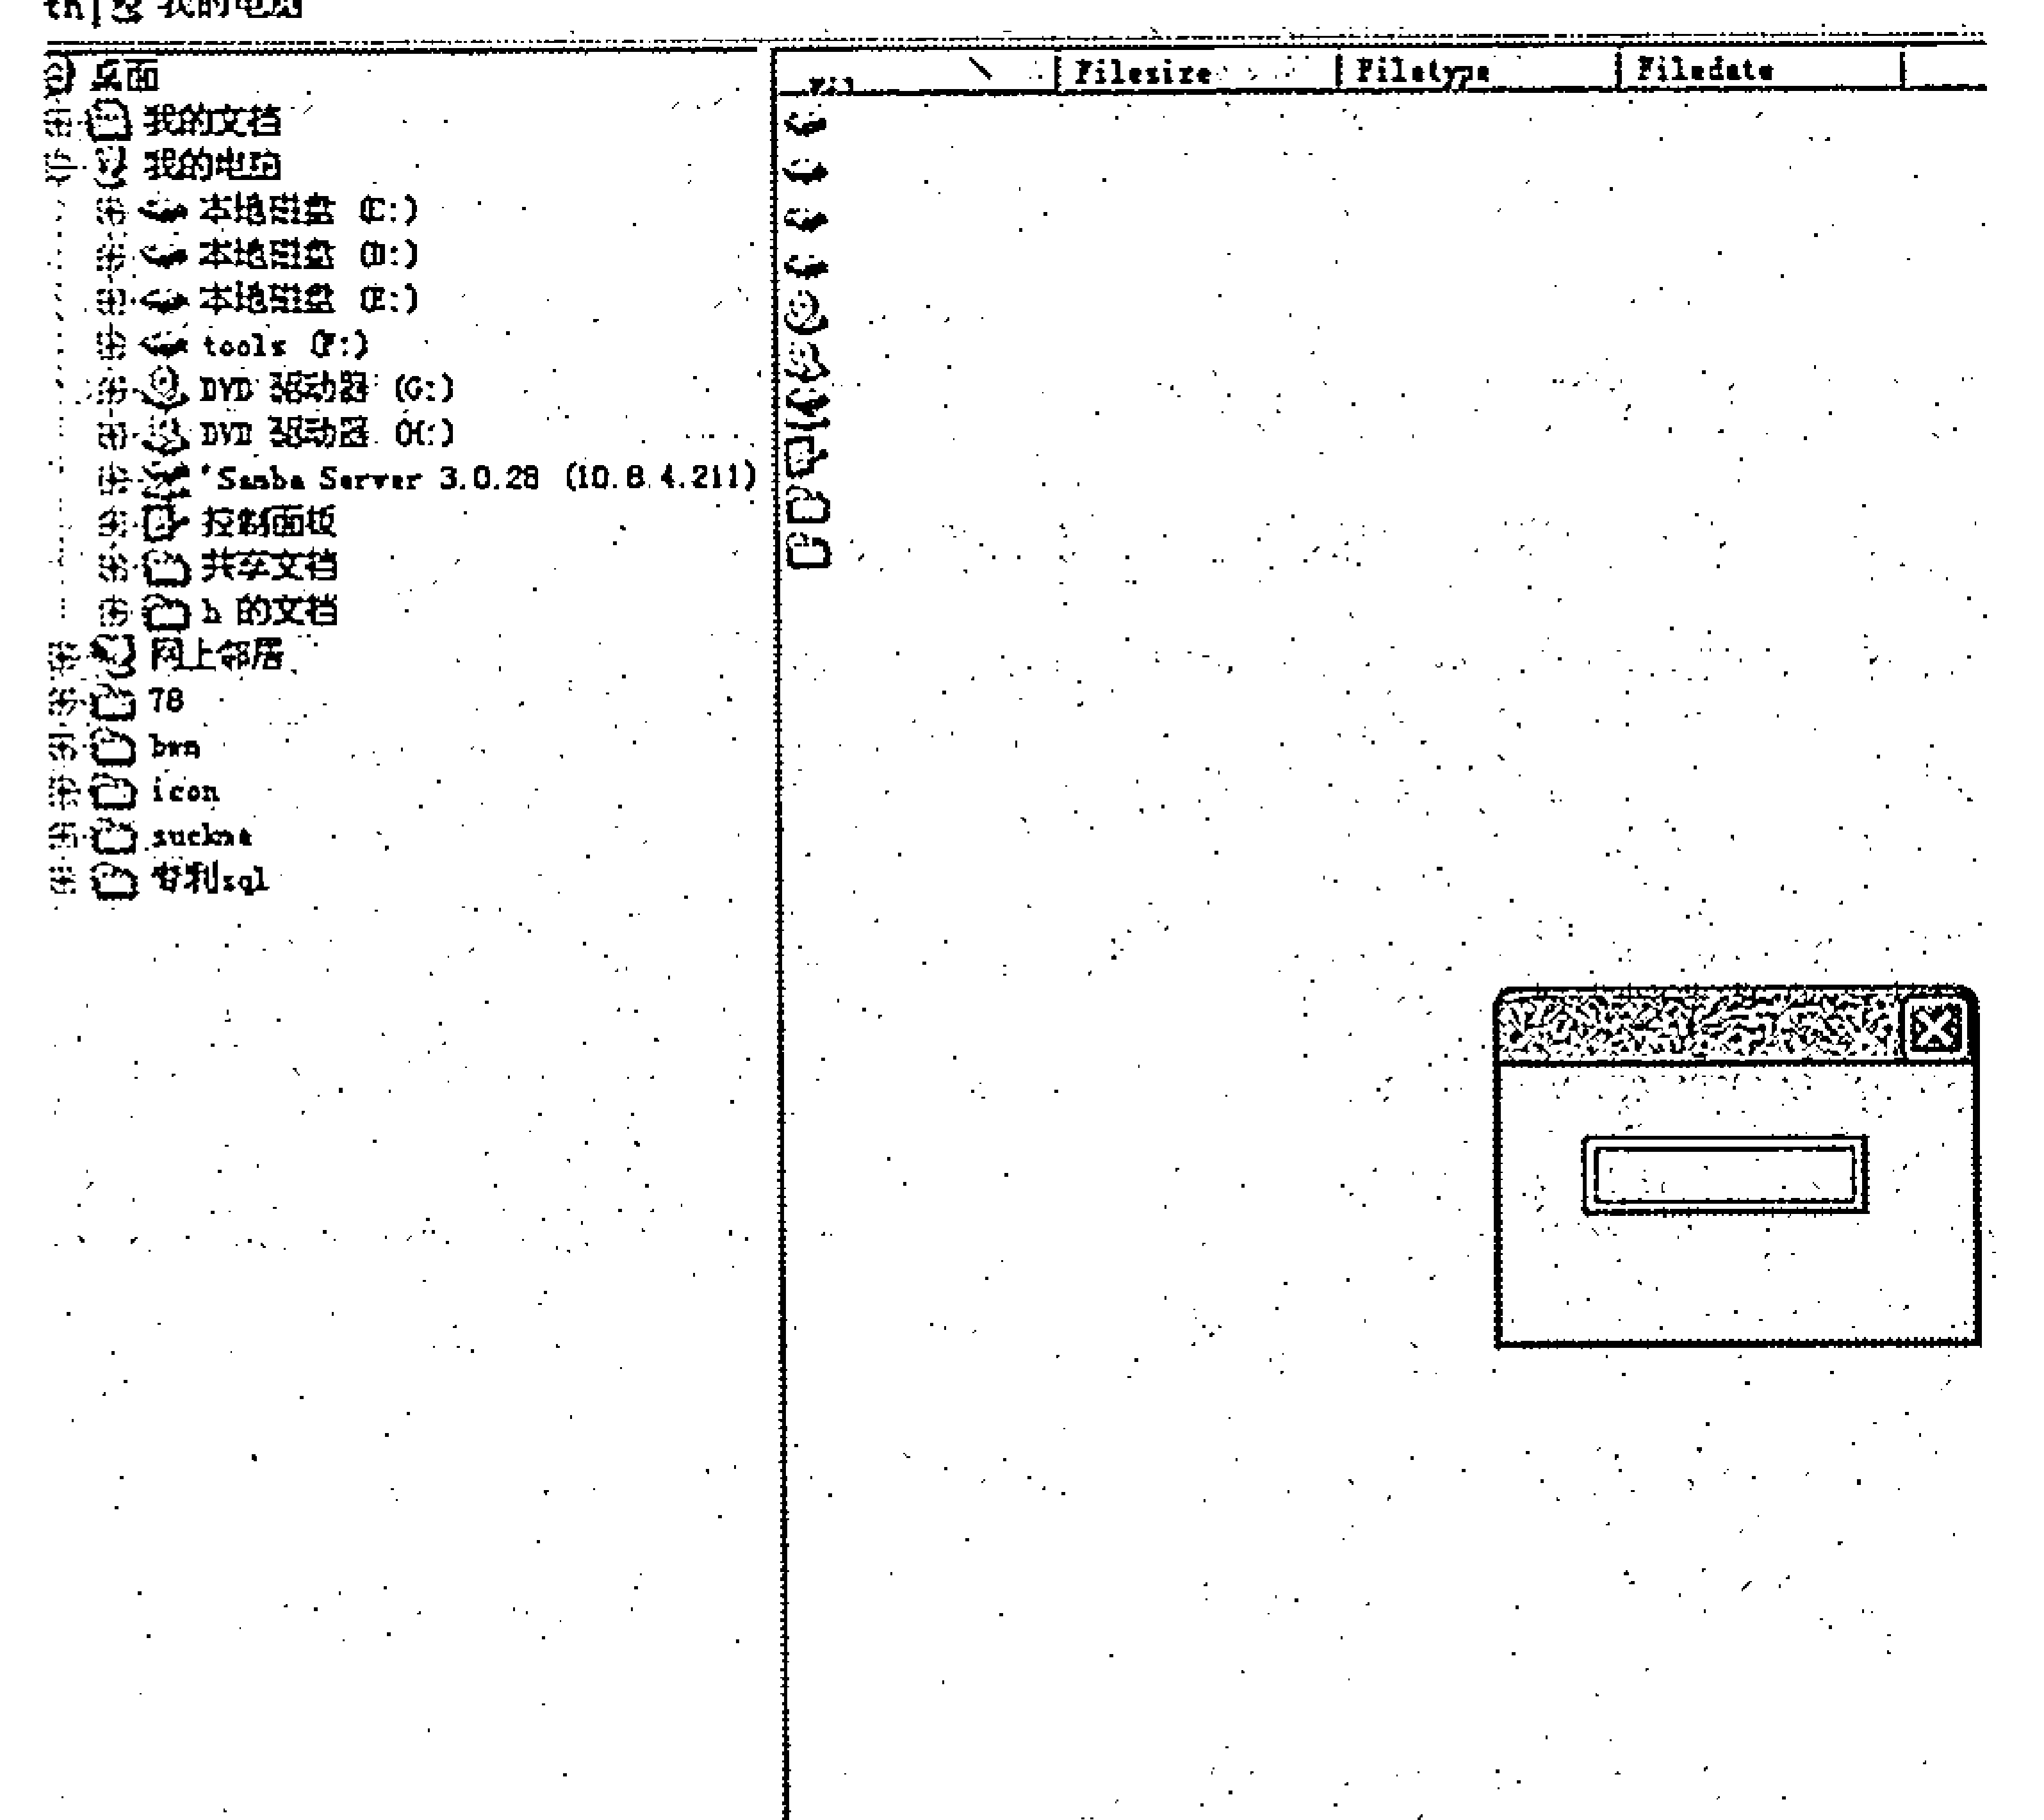 我的电脑
Filesize Filetype Filedate
桌面
我的文档
我的电脑
本地磁盘 (C:)
本地磁盘 (D:)
本地磁盘 (E:)
tools (F:)
DVD 驱动器 (G:)
DVD 驱动器 (H:)
'Samba Server 3.0.28 (10.8.4.211)
控制面板
共享文档
h 的文档
网上邻居
78
icon
suckme
专利sql